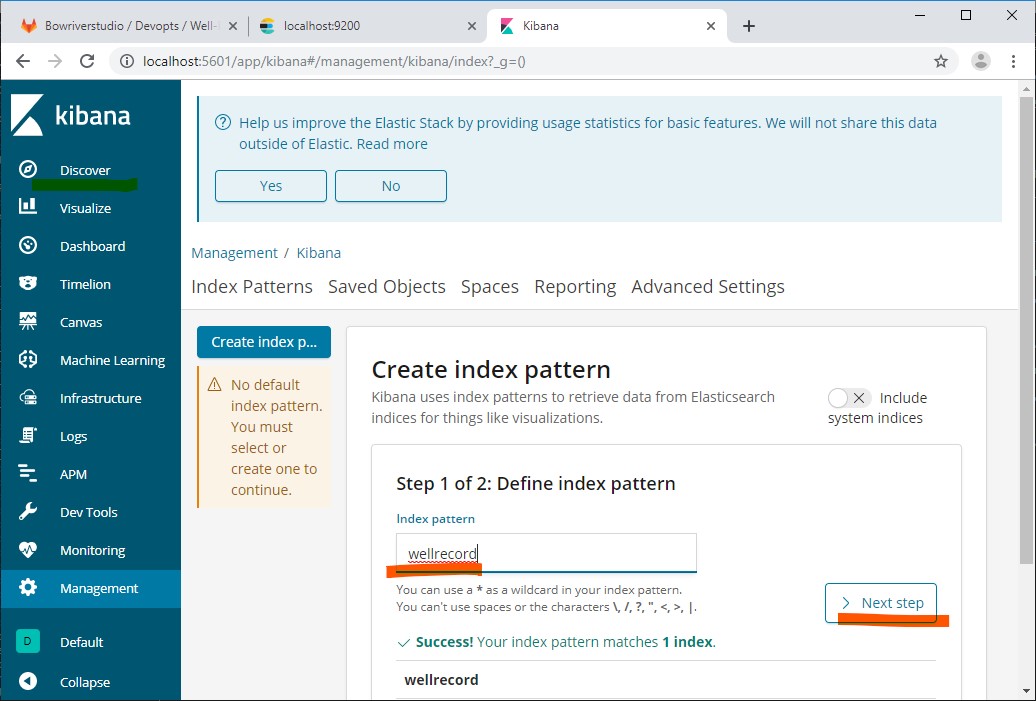 Bowriverstudio / Devopts / Well-
localhost:9200
Kibana
localhost:5601/app/kibana#/management/kibana/index?_g=()
kibana
Discover
Visualize
Dashboard
Timelion
Canvas
Machine Learning
Infrastructure
Logs
APM
Dev Tools
Monitoring
Management
D Default
Collapse
Help us improve the Elastic Stack by providing usage statistics for basic features. We will not share this data
outside of Elastic. Read more
Yes No
Management / Kibana
Index Patterns Saved Objects Spaces Reporting Advanced Settings
Create index p...
No default
index pattern.
You must
select or
create one to
continue.
Create index pattern
Kibana uses index patterns to retrieve data from Elasticsearch
indices for things like visualizations.
Include
system indices
Step 1 of 2: Define index pattern
Index pattern
wellrecord
You can use a * as a wildcard in your index pattern.
You can't use spaces or the characters \, /, ?, ", <, >, |.
Next step
Success! Your index pattern matches 1 index.
wellrecord